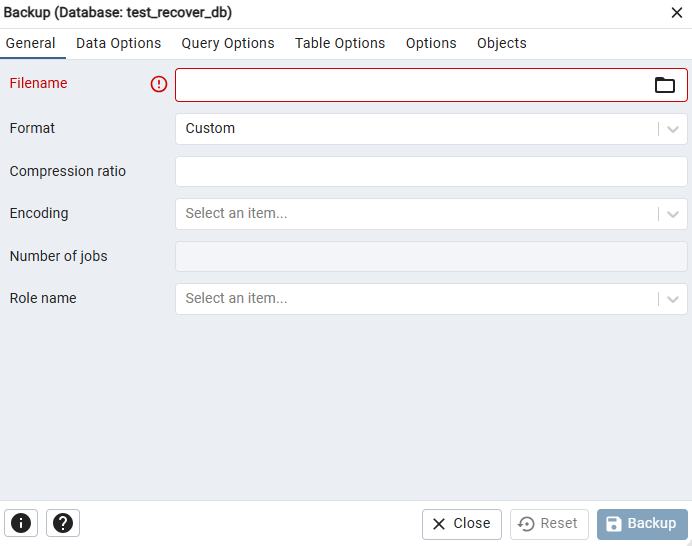 Backup (Database: test_recover_db)
General Data Options Query Options Table Options Options Objects
Filename
Format Custom
Compression ratio
Encoding Select an item...
Number of jobs
Role name Select an item...
Close Reset Backup